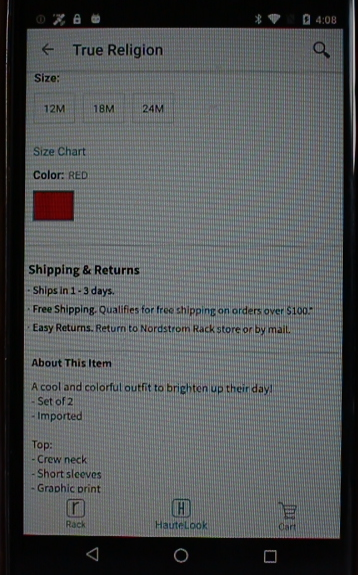 4:08
True Religion
Size:
12M 18M 24M
Size Chart
Color: RED
Shipping & Returns
- Ships in 1 - 3 days.
- Free Shipping. Qualifies for free shipping on orders over $100.*
- Easy Returns. Return to Nordstrom Rack store or by mail.
About This Item
A cool and colorful outfit to brighten up their day!
- Set of 2
- Imported
Top:
- Crew neck
- Short sleeves
- Graphic print
r H
Rack HauteLook Cart